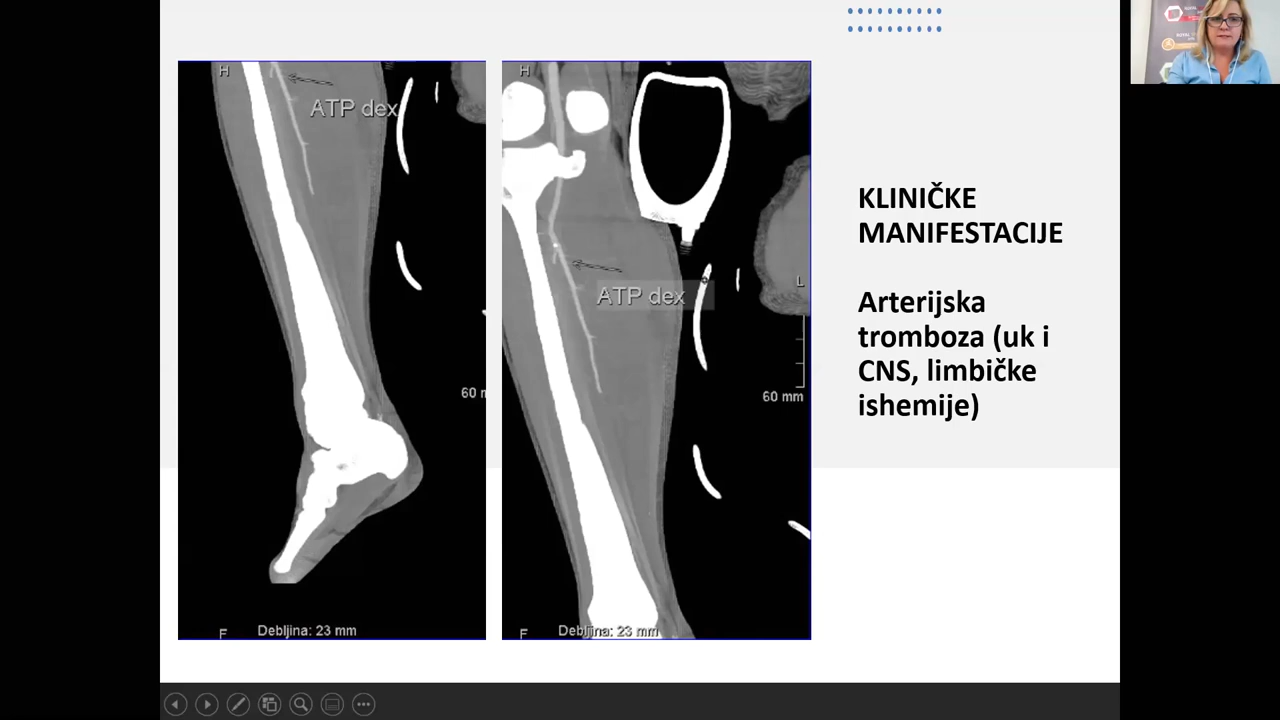 H
ATP dex
60 m
F
Debljina: 23 mm
H
ATP dex
L
60 mm
F
Debljina: 23 mm
KLINIČKE
MANIFESTACIJE
Arterijska
tromboza (uk i
CNS, limbičke
ishemije)